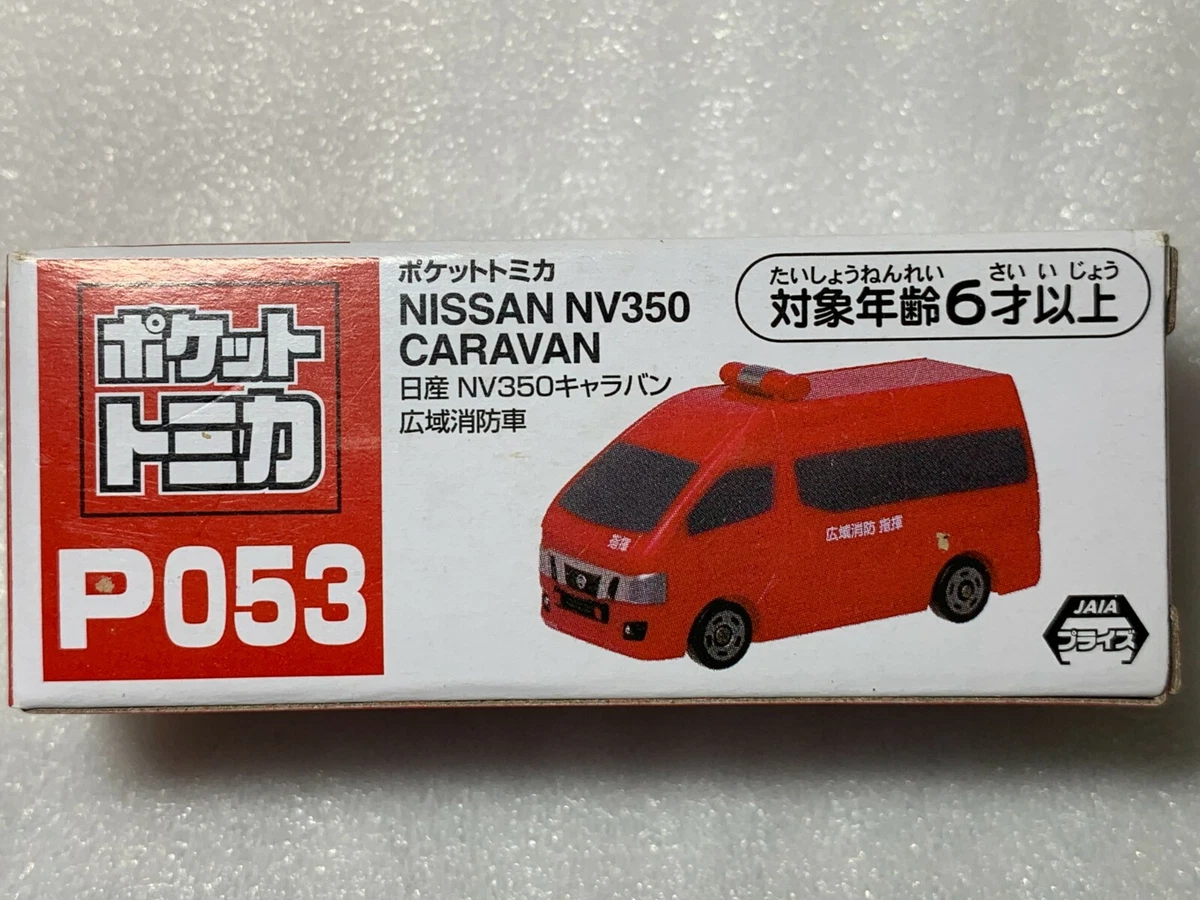 ポケット
トミカ
P053
ポケットトミカ
NISSAN NV350
CARAVAN
日産 NV350キャラバン
広域消防車
たいしょうねんれい さい い じょう
対象年齢6才以上
指揮
広域消防 指揮
JAIA
プライズ